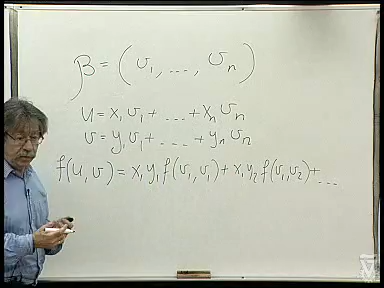 β = (v₁, ..., vₙ)
u = x₁v₁ + ... + xₙvₙ
v = y₁v₁ + ... + yₙvₙ
f(u, v) = x₁y₁f(v₁, v₁) + x₁y₂f(v₁, v₂) + ...